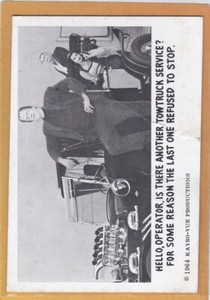 HELLO, OPERATOR, IS THERE ANOTHER TOWTRUCK SERVICE?
FOR SOME REASON THE LAST ONE REFUSED TO STOP.
© 1964 KAYRO-VUE PRODUCTIONS